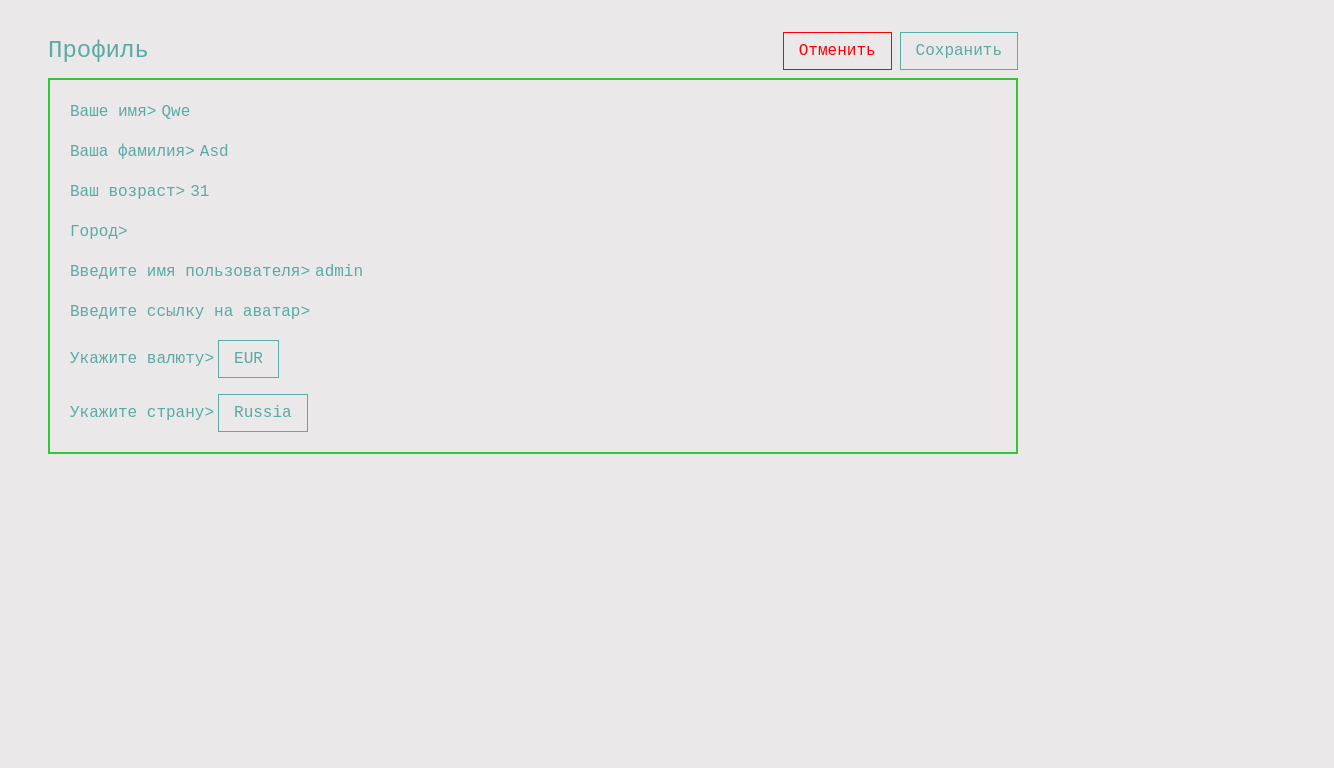 Профиль
Отменить
Сохранить
Ваше имя> Qwe
Ваша фамилия> Asd
Ваш возраст> 31
Город>
Введите имя пользователя> admin
Введите ссылку на аватар>
Укажите валюту> EUR
Укажите страну> Russia